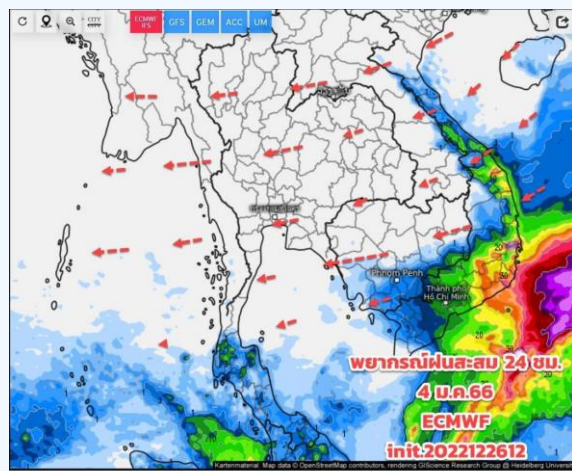 CITY
ECMWF
IFS
GFS
GEM
ACC
UM
Phnom Penh
Thành phố
Hồ Chí Minh
พยากรณ์ฝนสะสม 24 ชม.
4 ม.ค.66
ECMWF
init.2022122612
Kartenmaterial: Map data © OpenStreetMap contributors, rendering GIScience Research Group @ Heidelberg Universit